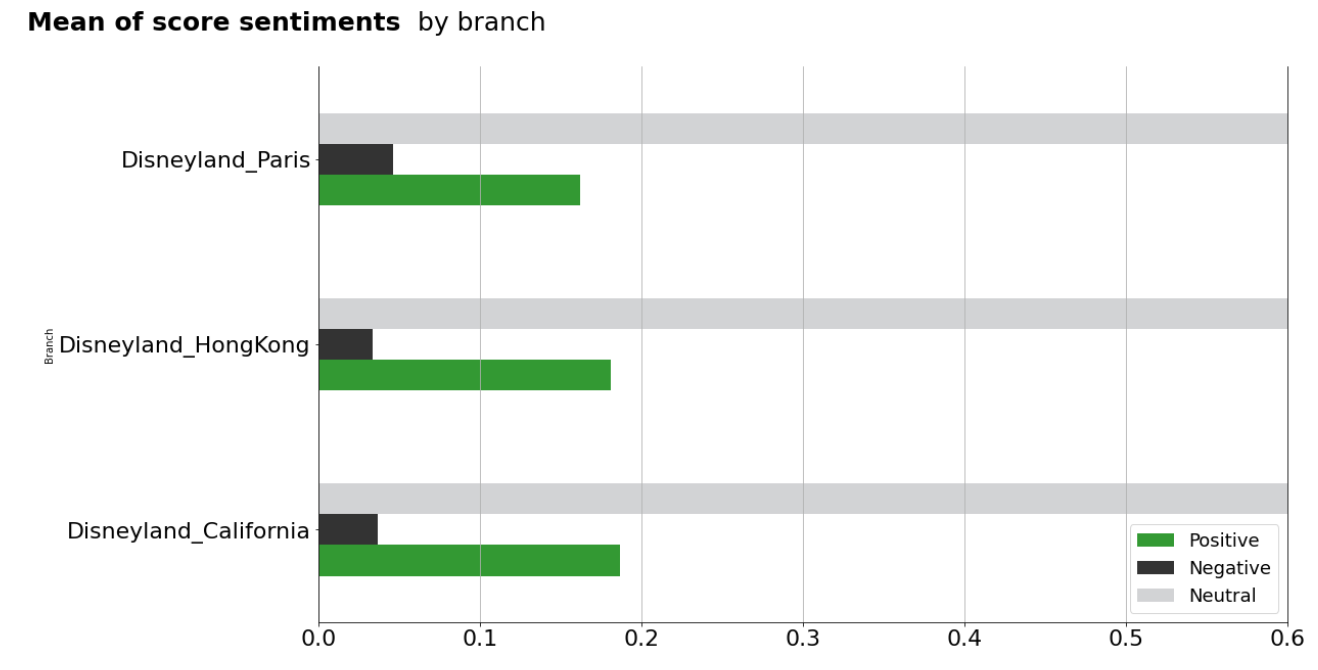 Mean of score sentiments by branch
Disneyland_Paris
Branch
Disneyland_HongKong
Disneyland_California
Positive
Negative
Neutral
0.0 0.1 0.2 0.3 0.4 0.5 0.6